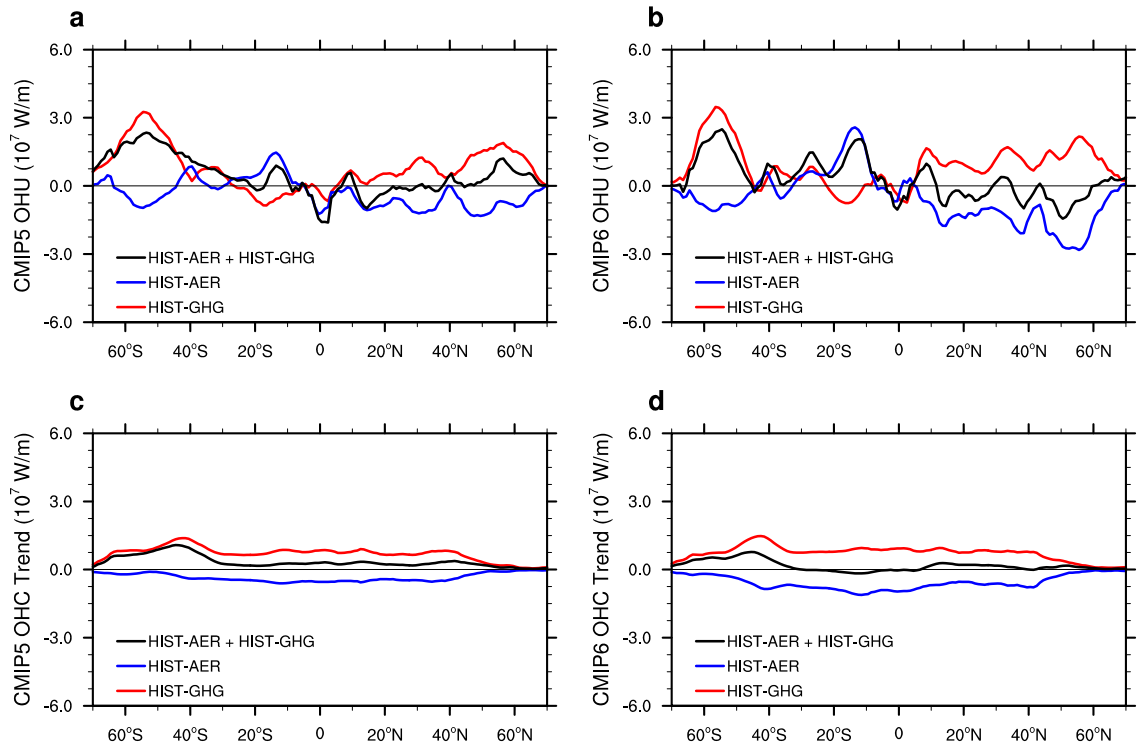 a
CMIP5 OHU (10⁷ W/m)
6.0
3.0
0.0
-3.0
-6.0
HIST-AER + HIST-GHG
HIST-AER
HIST-GHG
60°S 40°S 20°S 0 20°N 40°N 60°N
b
CMIP6 OHU (10⁷ W/m)
6.0
3.0
0.0
-3.0
-6.0
HIST-AER + HIST-GHG
HIST-AER
HIST-GHG
60°S 40°S 20°S 0 20°N 40°N 60°N
c
CMIP5 OHC Trend (10⁷ W/m)
6.0
3.0
0.0
-3.0
-6.0
HIST-AER + HIST-GHG
HIST-AER
HIST-GHG
60°S 40°S 20°S 0 20°N 40°N 60°N
d
CMIP6 OHC Trend (10⁷ W/m)
6.0
3.0
0.0
-3.0
-6.0
HIST-AER + HIST-GHG
HIST-AER
HIST-GHG
60°S 40°S 20°S 0 20°N 40°N 60°N